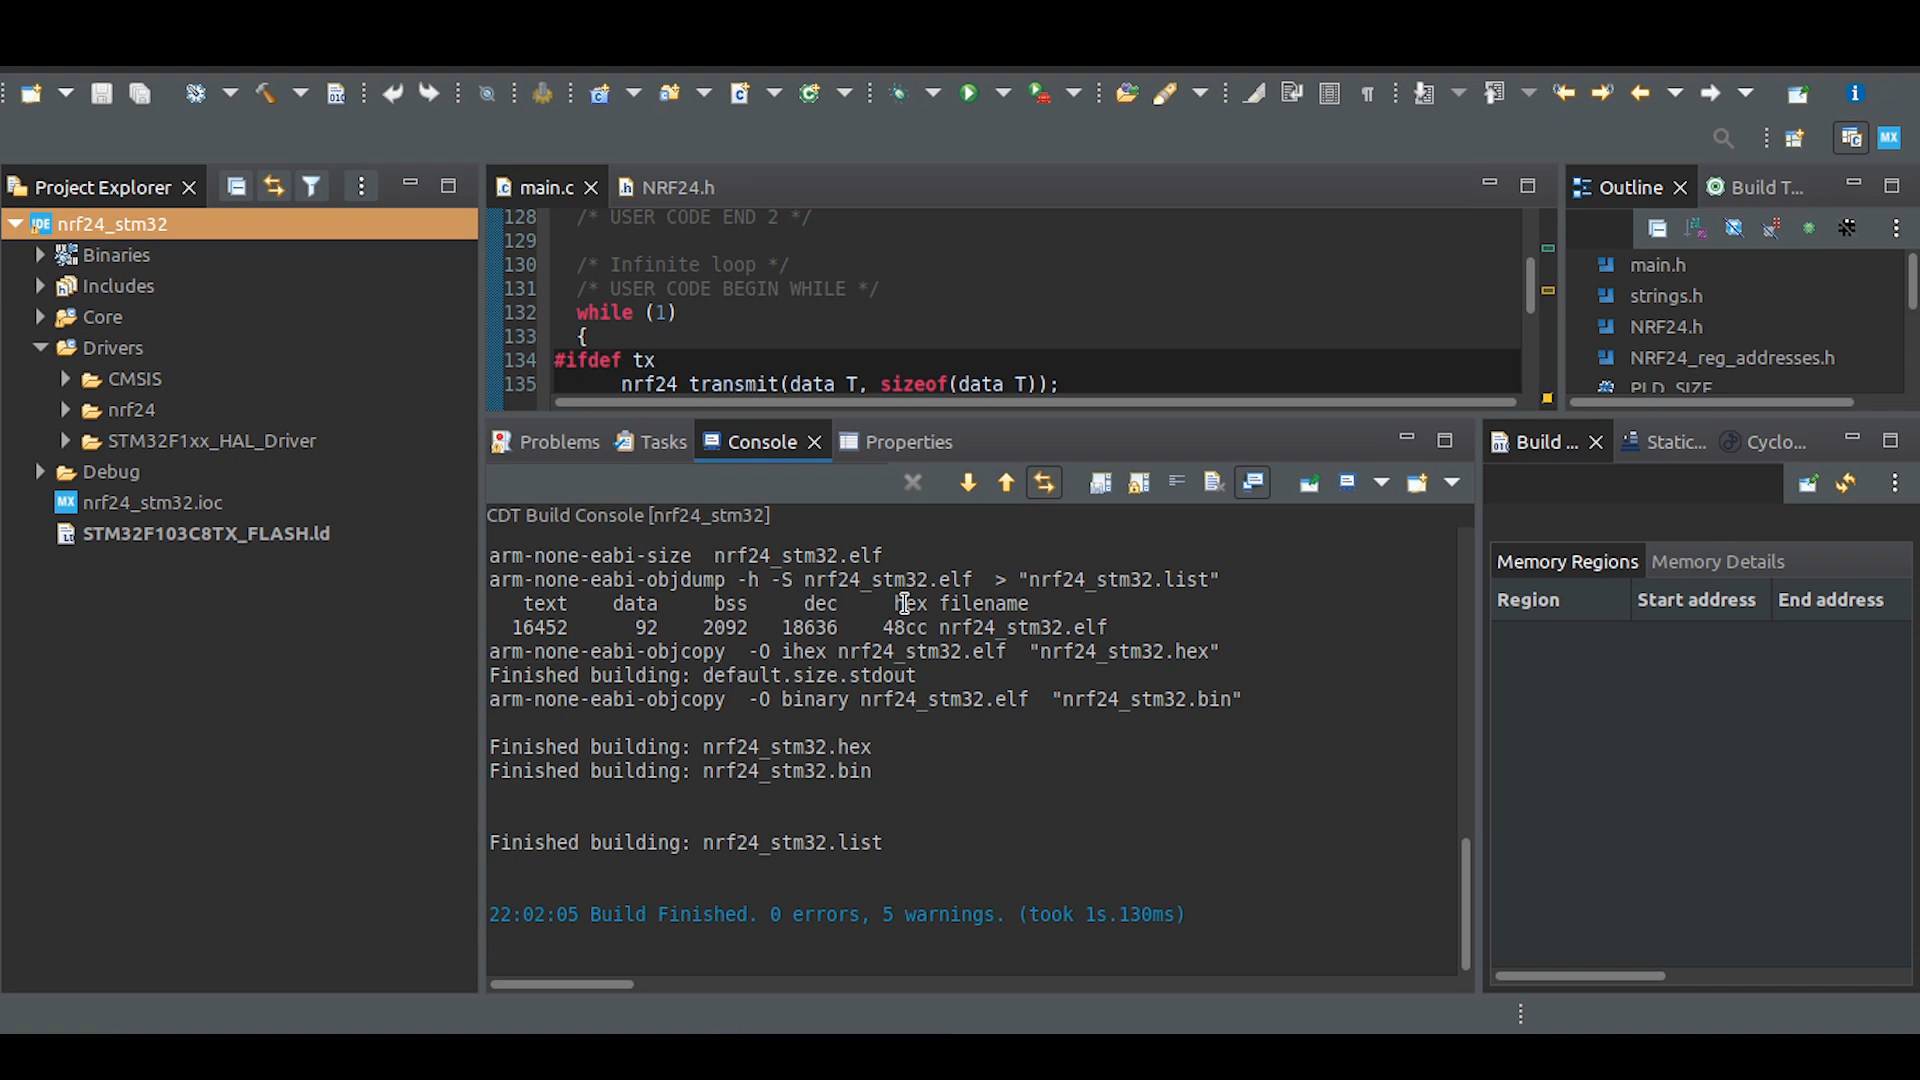 Project Explorer
nrf24_stm32
Binaries
Includes
Core
Drivers
CMSIS
nrf24
STM32F1xx_HAL_Driver
Debug
nrf24_stm32.ioc
STM32F103C8TX_FLASH.ld
main.c
NRF24.h
128 /* USER CODE END 2 */
129
130 /* Infinite loop */
131 /* USER CODE BEGIN WHILE */
132 while (1)
133 {
134 #ifdef tx
135 nrf24_transmit(data_T, sizeof(data_T));
Outline
Build T...
main.h
strings.h
NRF24.h
NRF24_reg_addresses.h
PLD_SIZE
Problems
Tasks
Console
Properties
CDT Build Console [nrf24_stm32]
arm-none-eabi-size nrf24_stm32.elf
arm-none-eabi-objdump -h -S nrf24_stm32.elf > "nrf24_stm32.list"
text data bss dec hex filename
16452 92 2092 18636 48cc nrf24_stm32.elf
arm-none-eabi-objcopy -O ihex nrf24_stm32.elf "nrf24_stm32.hex"
Finished building: default.size.stdout
arm-none-eabi-objcopy -O binary nrf24_stm32.elf "nrf24_stm32.bin"
Finished building: nrf24_stm32.hex
Finished building: nrf24_stm32.bin
Finished building: nrf24_stm32.list
22:02:05 Build Finished. 0 errors, 5 warnings. (took 1s.130ms)
Build ...
Static...
Cyclo...
Memory Regions
Memory Details
Region
Start address
End address
MX
IDE
MX